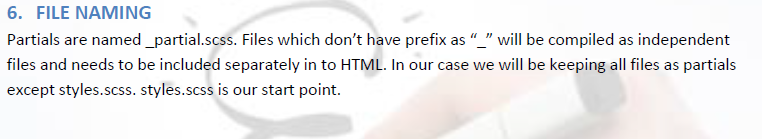 6. FILE NAMING
Partials are named _partial.scss. Files which don’t have prefix as “_” will be compiled as independent
files and needs to be included separately in to HTML. In our case we will be keeping all files as partials
except styles.scss. styles.scss is our start point.